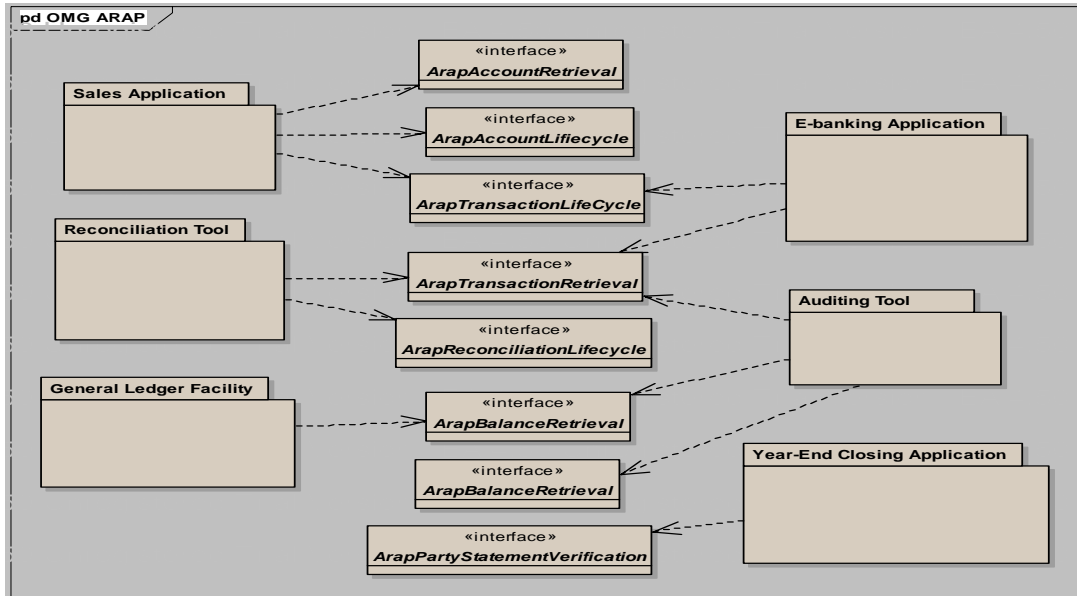 pd OMG ARAP
«interface»
ArapAccountRetrieval
Sales Application
«interface»
ArapAccountLifiecycle
E-banking Application
«interface»
ArapTransactionLifeCycle
Reconciliation Tool
«interface»
ArapTransactionRetrieval
Auditing Tool
«interface»
ArapReconciliationLifecycle
General Ledger Facility
«interface»
ArapBalanceRetrieval
Year-End Closing Application
«interface»
ArapBalanceRetrieval
«interface»
ArapPartyStatementVerification